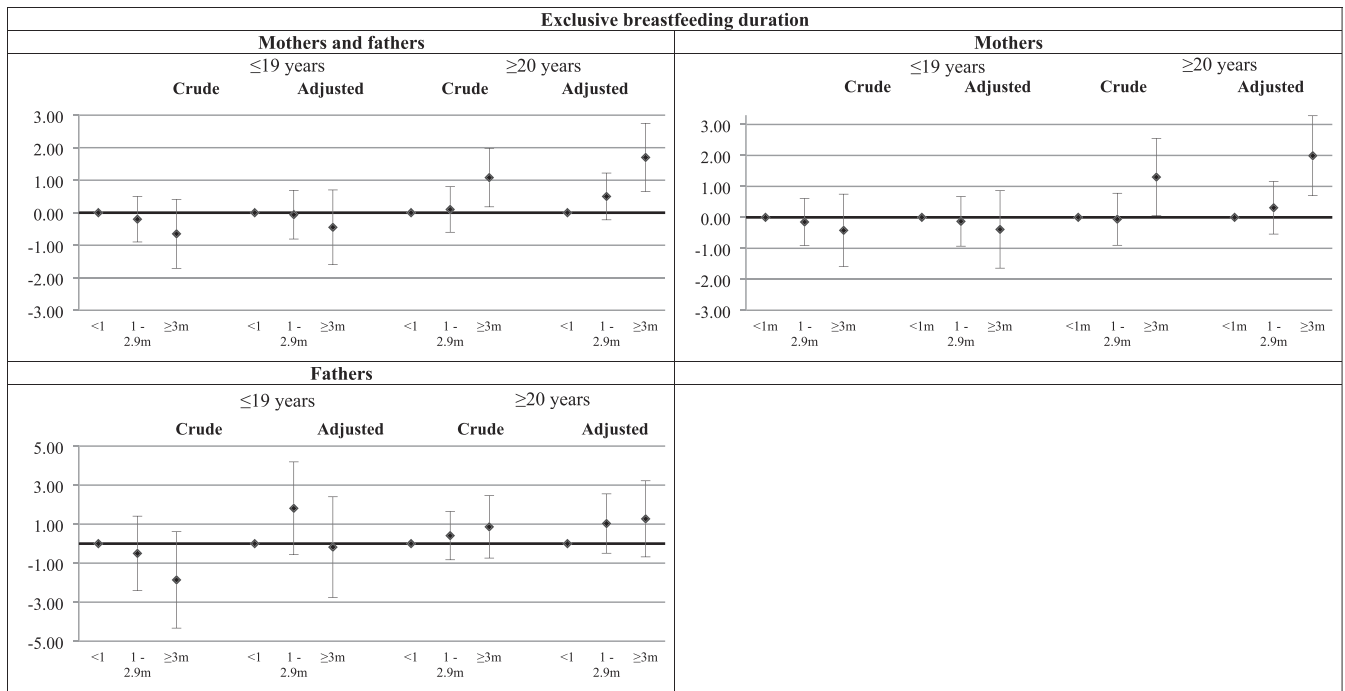 Exclusive breastfeeding duration
Mothers and fathers
≤19 years ≥20 years
Crude Adjusted Crude Adjusted
3.00
2.00
1.00
0.00
-1.00
-2.00
-3.00
<1 1 - ≥3m <1 1 - ≥3m <1 1 - ≥3m <1 1 - ≥3m
2.9m 2.9m 2.9m 2.9m
Mothers
≤19 years ≥20 years
Crude Adjusted Crude Adjusted
3.00
2.00
1.00
0.00
-1.00
-2.00
-3.00
<1m 1 - ≥3m <1m 1 - ≥3m <1m 1 - ≥3m <1m 1 - ≥3m
2.9m 2.9m 2.9m 2.9m
Fathers
≤19 years ≥20 years
Crude Adjusted Crude Adjusted
5.00
3.00
1.00
-1.00
-3.00
-5.00
<1 1 - ≥3m <1 1 - ≥3m <1 1 - ≥3m <1 1 - ≥3m
2.9m 2.9m 2.9m 2.9m